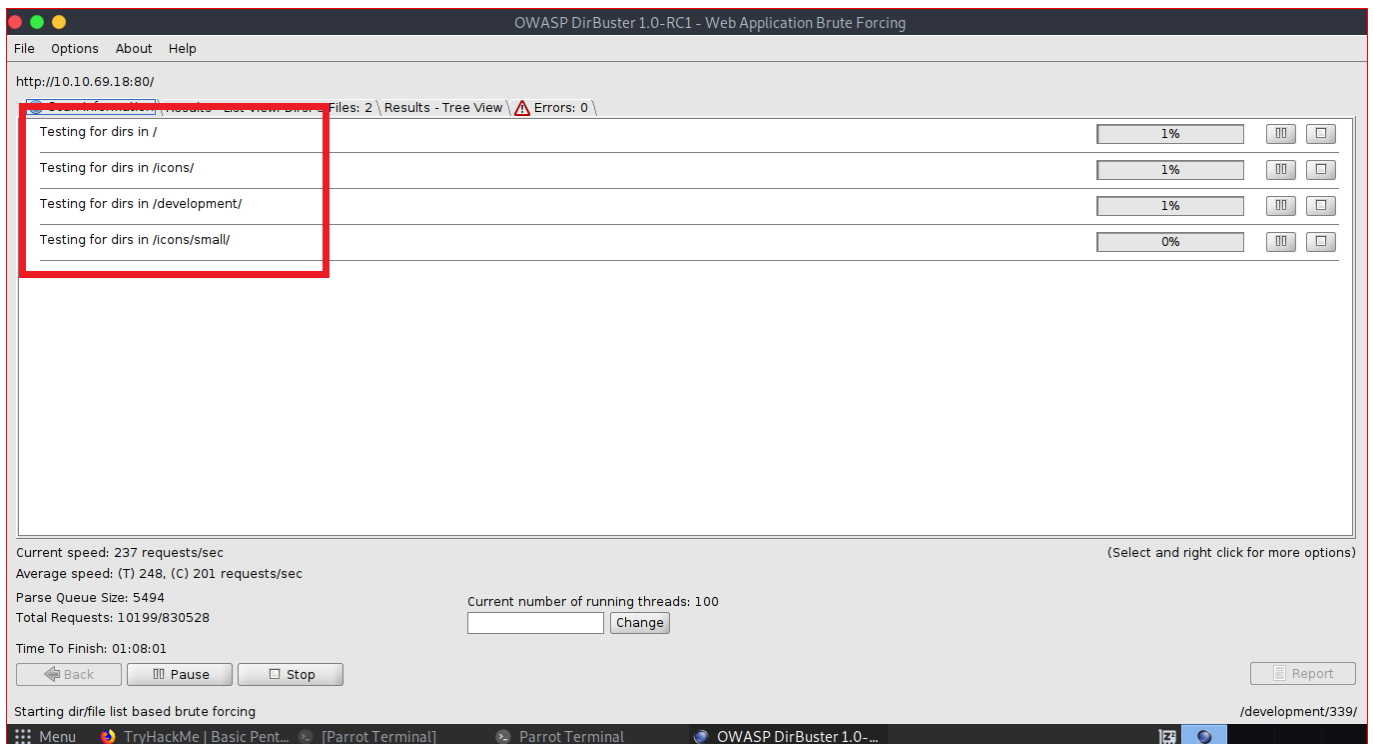 OWASP DirBuster 1.0-RC1 - Web Application Brute Forcing
File Options About Help
http://10.10.69.18:80/
Files: 2 \ Results - Tree View \ Errors: 0 \
Testing for dirs in / 1%
Testing for dirs in /icons/ 1%
Testing for dirs in /development/ 1%
Testing for dirs in /icons/small/ 0%
Current speed: 237 requests/sec (Select and right click for more options)
Average speed: (T) 248, (C) 201 requests/sec
Parse Queue Size: 5494 Current number of running threads: 100
Total Requests: 10199/830528 Change
Time To Finish: 01:08:01
Back Pause Stop Report
Starting dir/file list based brute forcing /development/339/
Menu TryHackMe | Basic Pent... [Parrot Terminal] Parrot Terminal OWASP DirBuster 1.0-...